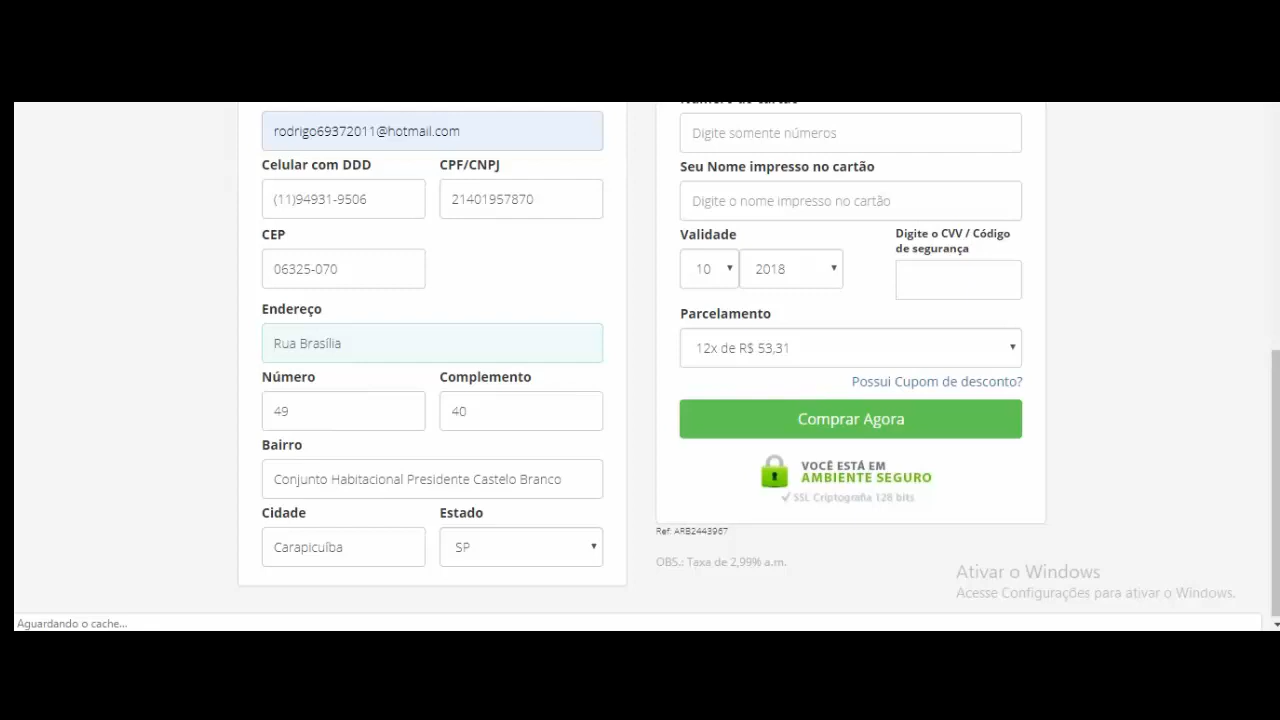 rodrigo69372011@hotmail.com
Celular com DDD CPF/CNPJ
(11)94931-9506 21401957870
CEP
06325-070
Endereço
Rua Brasília
Número Complemento
49 40
Bairro
Conjunto Habitacional Presidente Castelo Branco
Cidade Estado
Carapicuíba SP
Número do cartão
Digite somente números
Seu Nome impresso no cartão
Digite o nome impresso no cartão
Validade
Digite o CVV / Código
de segurança
10 2018
Parcelamento
12x de R$ 53,31
Possui Cupom de desconto?
Comprar Agora
VOCÊ ESTÁ EM
AMBIENTE SEGURO
SSL Criptografia 128 bits
Ref: ARB2443967
OBS.: Taxa de 2,99% a.m.
Ativar o Windows
Acesse Configurações para ativar o Windows.
Aguardando o cache...